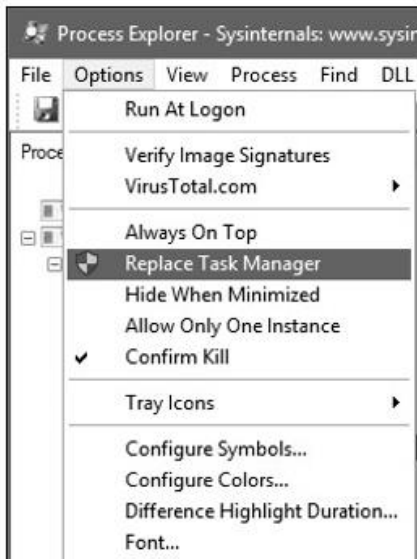 Process Explorer - Sysinternals: www.sysin
File Options View Process Find DLL
Run At Logon
Proce
Verify Image Signatures
VirusTotal.com
Always On Top
Replace Task Manager
Hide When Minimized
Allow Only One Instance
Confirm Kill
Tray Icons
Configure Symbols...
Configure Colors...
Difference Highlight Duration...
Font...